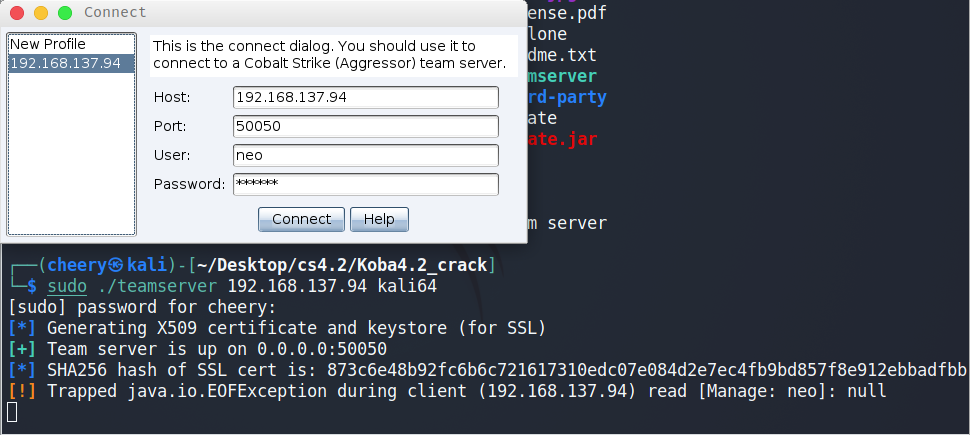 Connect
ense.pdf
lone
dme.txt
mserver
rd-party
ate
ate.jar
m server
New Profile
192.168.137.94
This is the connect dialog. You should use it to
connect to a Cobalt Strike (Aggressor) team server.
Host: 192.168.137.94
Port: 50050
User: neo
Password: ******
Connect Help
┌──(cheery㉿kali)-[~/Desktop/cs4.2/Koba4.2_crack]
└─$ sudo ./teamserver 192.168.137.94 kali64
[sudo] password for cheery:
[*] Generating X509 certificate and keystore (for SSL)
[+] Team server is up on 0.0.0.0:50050
[*] SHA256 hash of SSL cert is: 873c6e48b92fc6b6c721617310edc07e084d2e7ec4fb9bd857f8e912ebbadfbb
[!] Trapped java.io.EOFException during client (192.168.137.94) read [Manage: neo]: null